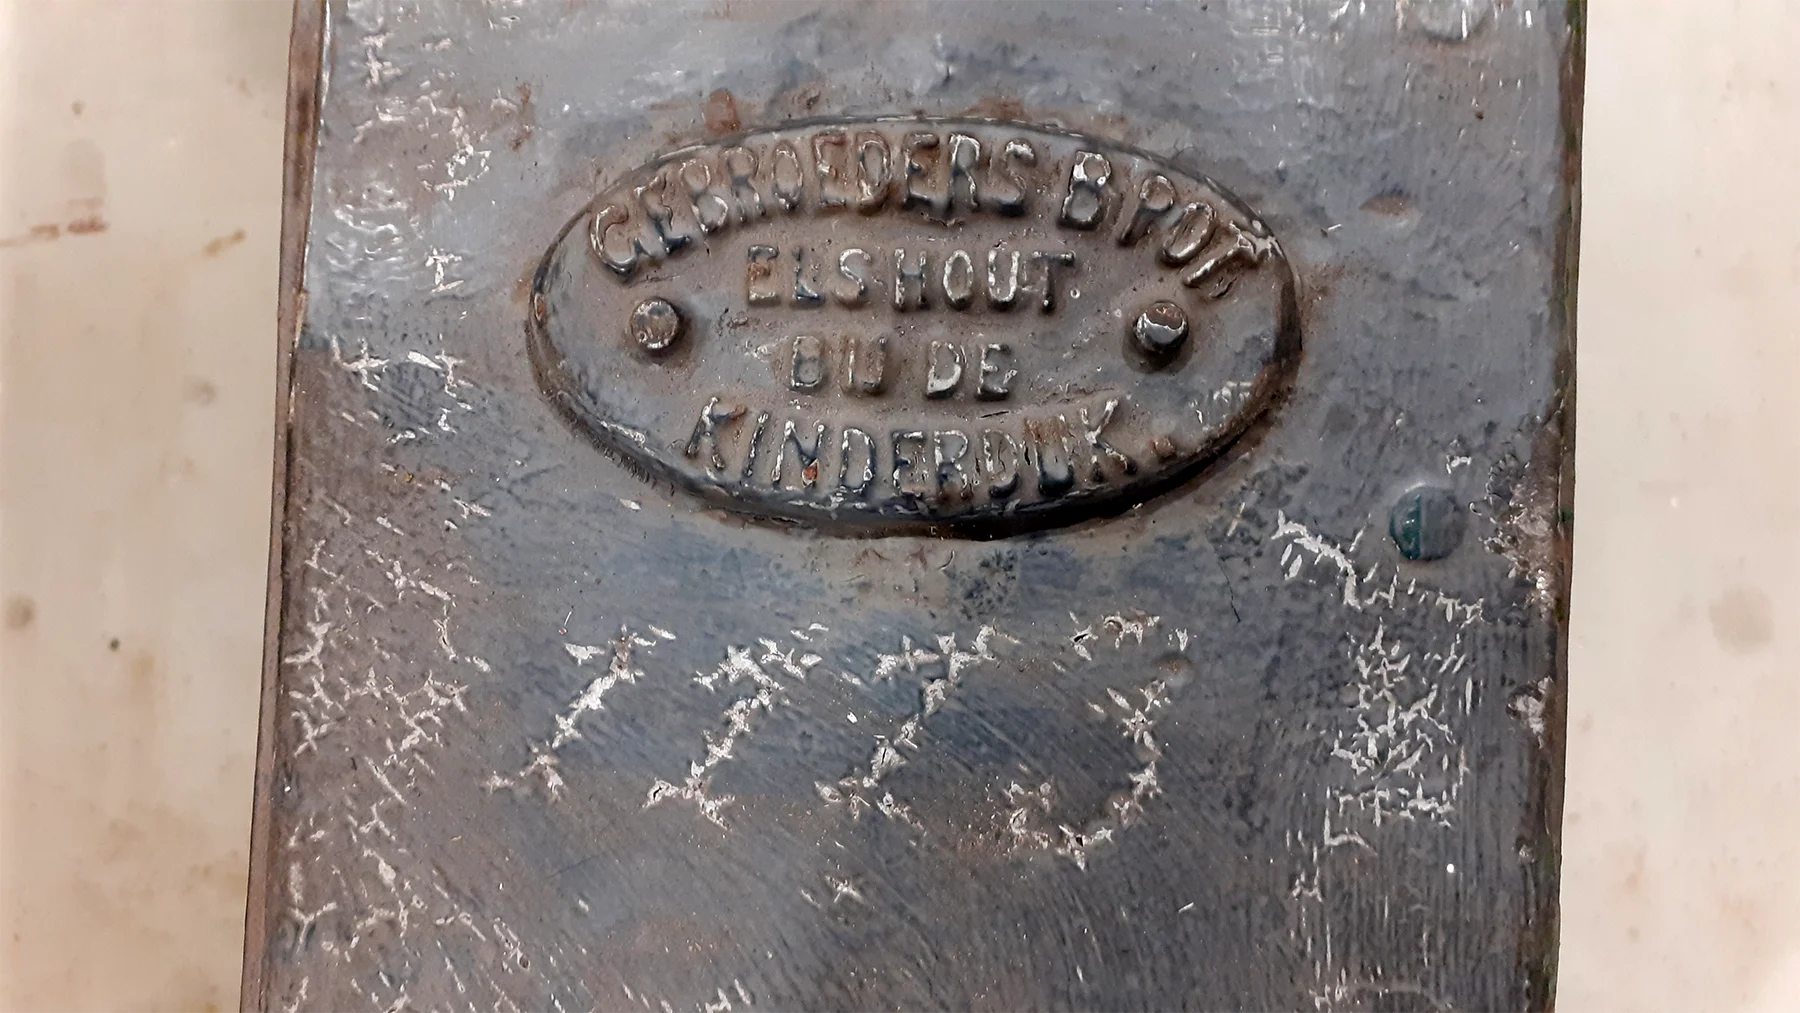 GEBROEDERS B POT
ELSHOUT.
BIJ DE
KINDERDIJK.